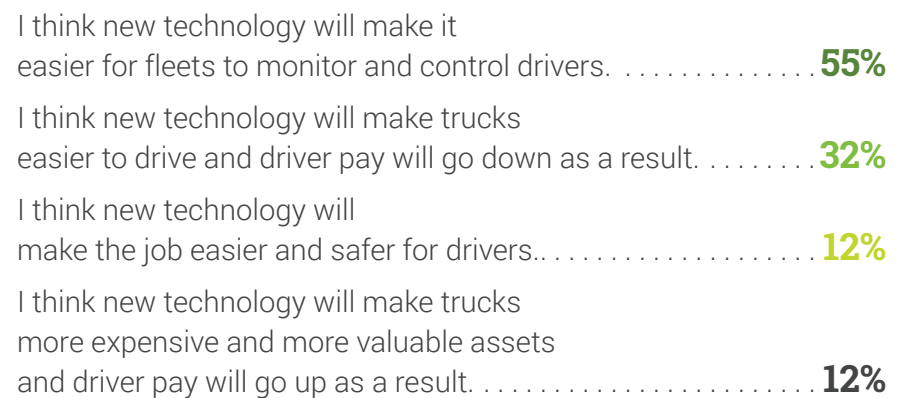 I think new technology will make it
easier for fleets to monitor and control drivers. . . . . . . . . . . . . . . 55%
I think new technology will make trucks
easier to drive and driver pay will go down as a result. . . . . . . . . 32%
I think new technology will
make the job easier and safer for drivers.. . . . . . . . . . . . . . . . . . . . 12%
I think new technology will make trucks
more expensive and more valuable assets
and driver pay will go up as a result. . . . . . . . . . . . . . . . . . . . . . . . . 12%